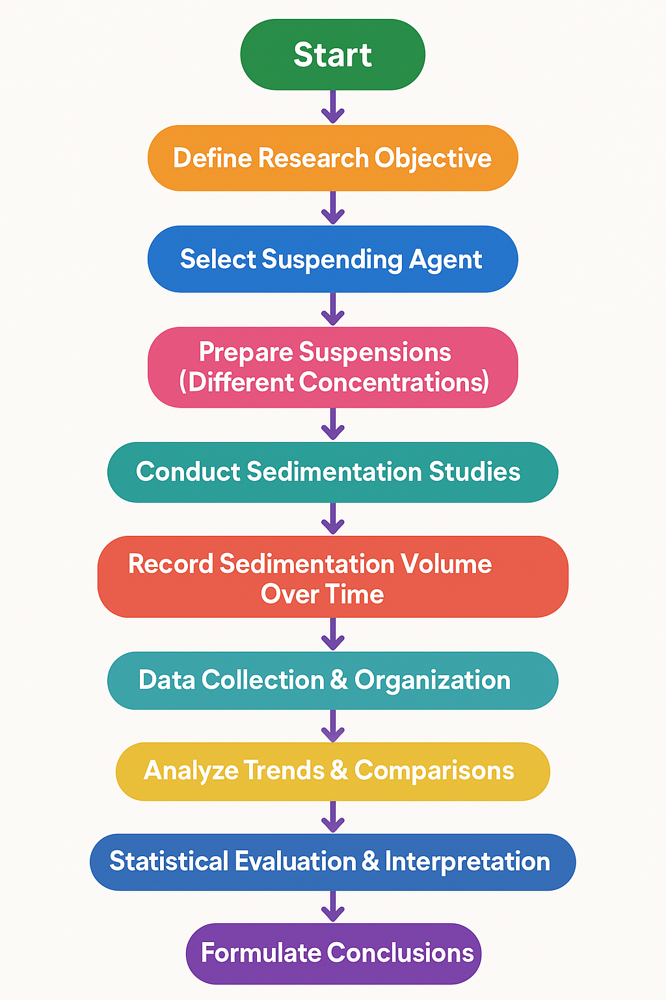 Start
Define Research Objective
Select Suspending Agent
Prepare Suspensions
(Different Concentrations)
Conduct Sedimentation Studies
Record Sedimentation Volume
Over Time
Data Collection & Organization
Analyze Trends & Comparisons
Statistical Evaluation & Interpretation
Formulate Conclusions